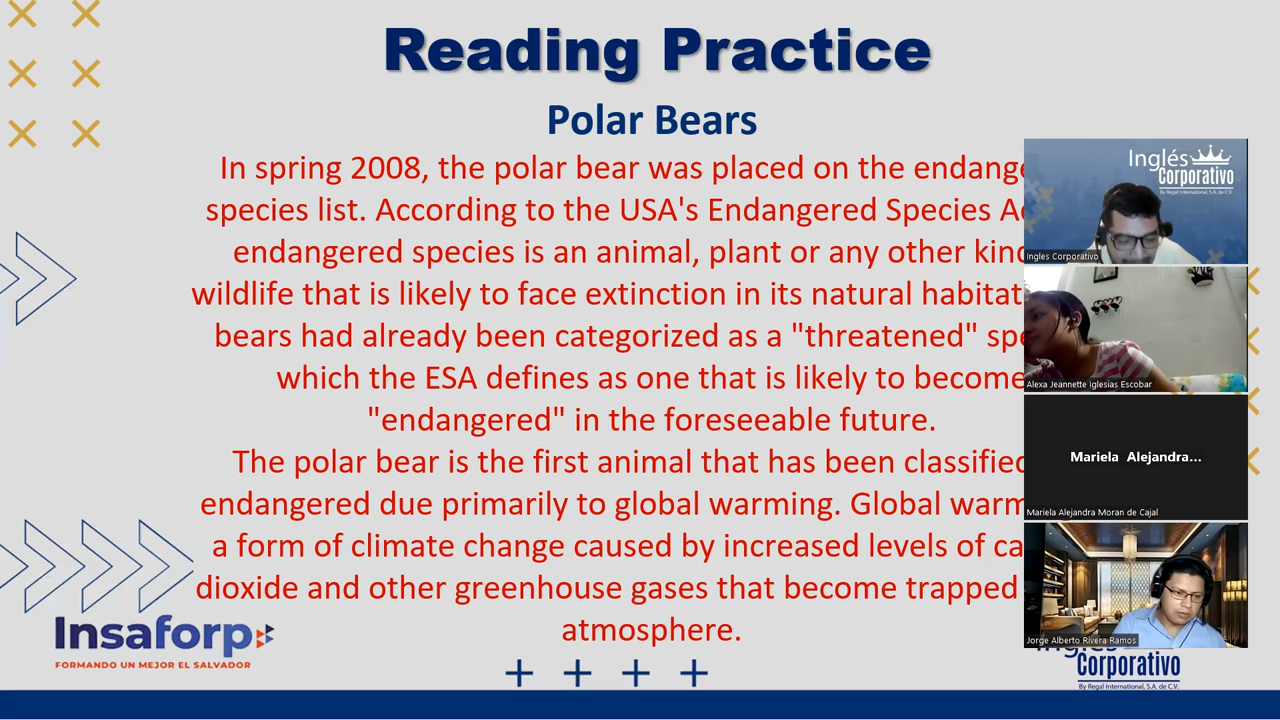 Reading Practice
Polar Bears
In spring 2008, the polar bear was placed on the
species list. According to the USA's Endangered Species
endangered species is an animal, plant or any other
wildlife that is likely to face extinction in its natural habitat
bears had already been categorized as a "threatened"
which the ESA defines as one that is likely to become
"endangered" in the foreseeable future.
The polar bear is the first animal that has been classified
endangered due primarily to global warming. Global
a form of climate change caused by increased levels of
dioxide and other greenhouse gases that become trapped
atmosphere.
Inglés
Corporativo
By Regal International, S.A. de C.V.
Ingles Corporativo
Alexa Jeannette Iglesias Escobar
Mariela Alejandra...
Mariela Alejandra Moran de Cajal
Jorge Alberto Rivera Ramos
Insaforp
FORMANDO UN MEJOR EL SALVADOR
Corporativo
By Regal International, S.A. de C.V.